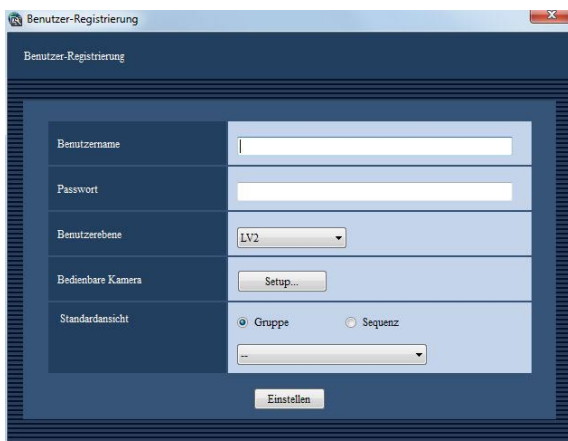 Benutzer-Registrierung
Benutzer-Registrierung
Benutzername
Passwort
Benutzerebene
LV2
Bedienbare Kamera
Setup...
Standardansicht
Gruppe
Sequenz
--
Einstellen